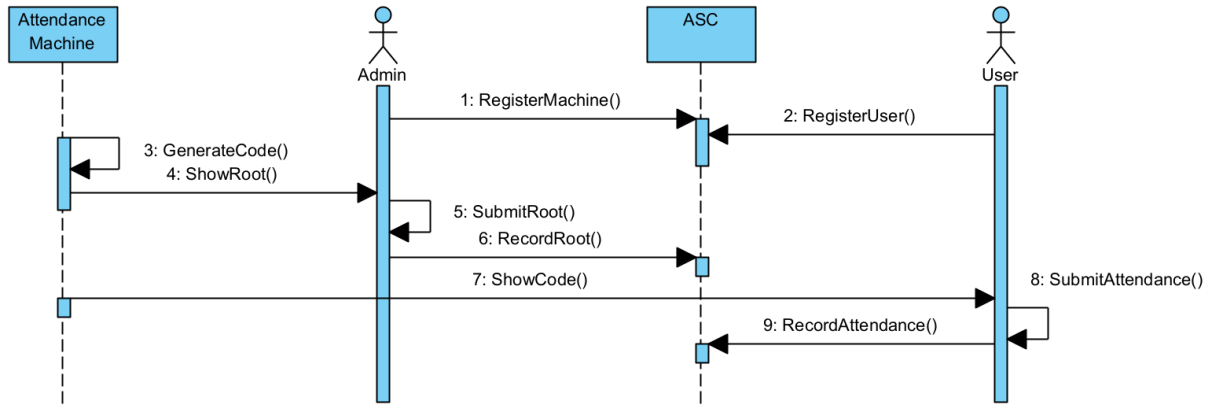 Attendance
Machine
Admin
ASC
User
1: RegisterMachine()
2: RegisterUser()
3: GenerateCode()
4: ShowRoot()
5: SubmitRoot()
6: RecordRoot()
7: ShowCode()
8: SubmitAttendance()
9: RecordAttendance()